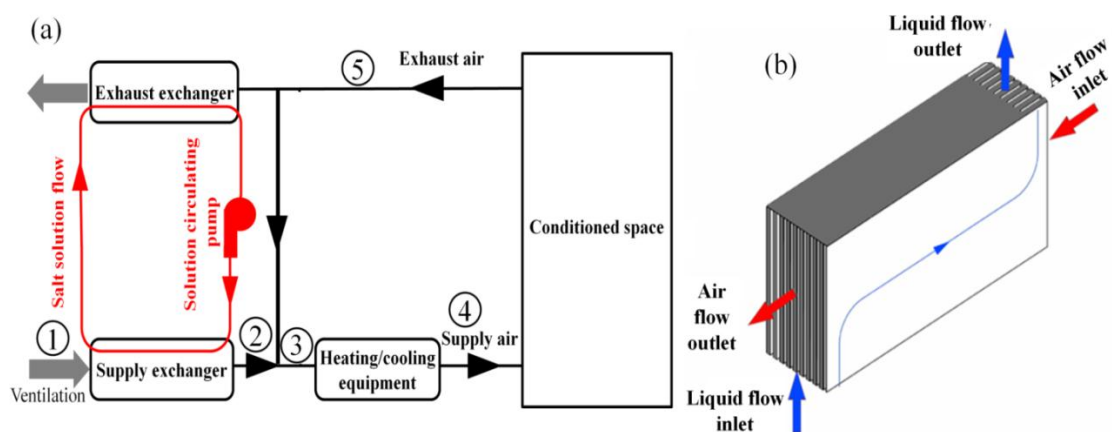 (a)
Exhaust exchanger
5
Exhaust air
Salt solution flow
Solution circulating
pump
Conditioned space
1
Ventilation
Supply exchanger
2
3
Heating/cooling
equipment
4
Supply air
(b)
Liquid flow
outlet
Air flow
inlet
Air
flow
outlet
Liquid flow
inlet